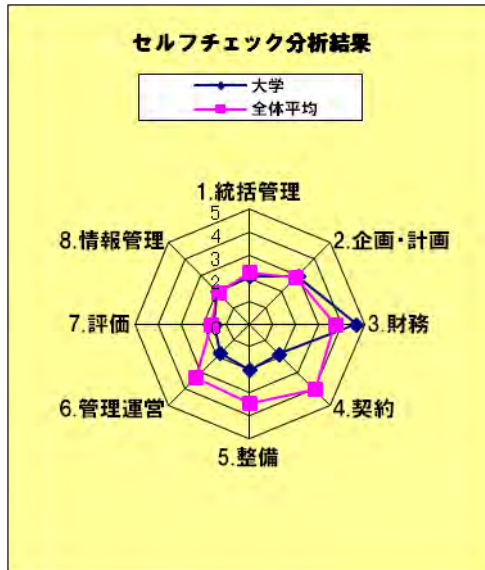 セルフチェック分析結果
大学
全体平均
1.統括管理
5
4
3
2
0
2.企画・計画
3.財務
4.契約
5.整備
6.管理運営
7.評価
8.情報管理